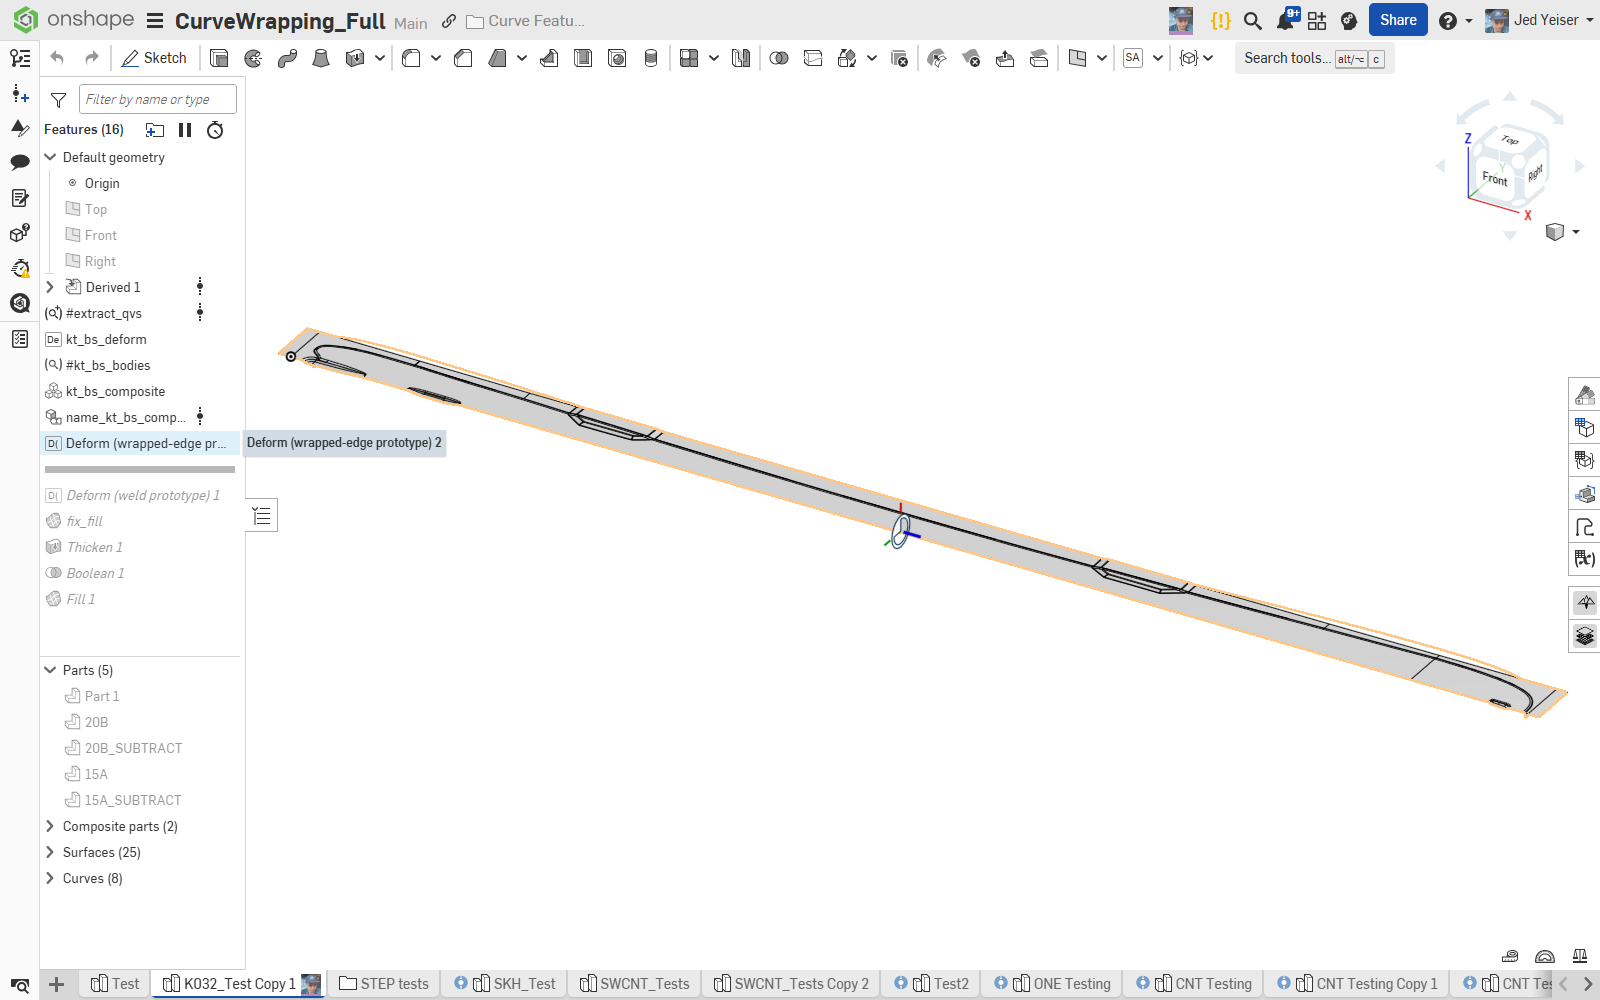 onshape CurveWrapping_Full Main Curve Featu... 9+ Share Jed Yeiser
Sketch SA Search tools... alt/⌥ c
Filter by name or type
Features (16)
Default geometry
Origin
Top
Front
Right
Derived 1
#extract_qvs
De kt_bs_deform
#kt_bs_bodies
kt_bs_composite
name_kt_bs_comp...
D( Deform (wrapped-edge pr...
Deform (wrapped-edge prototype) 2
D( Deform (weld prototype) 1
fix_fill
Thicken 1
Boolean 1
Fill 1
Parts (5)
Part 1
20B
20B_SUBTRACT
15A
15A_SUBTRACT
Composite parts (2)
Surfaces (25)
Curves (8)
Z
Top
Y
Front
Right
X
Test
K032_Test Copy 1
STEP tests
SKH_Test
SWCNT_Tests
SWCNT_Tests Copy 2
Test2
ONE Testing
CNT Testing
CNT Testing Copy 1
CNT Tes